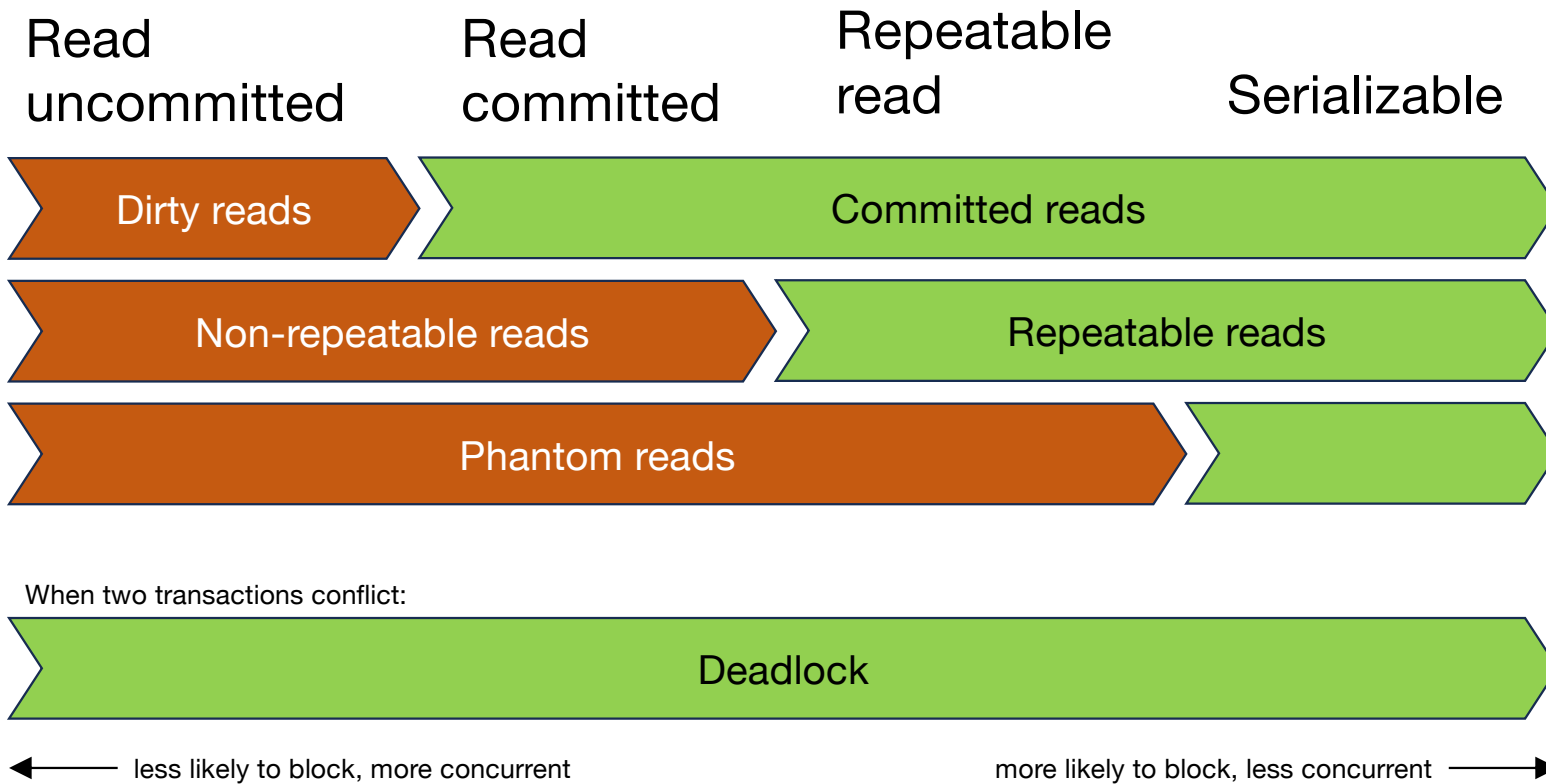 Read
uncommitted
Read
committed
Repeatable
read
Serializable
Dirty reads
Committed reads
Non-repeatable reads
Repeatable reads
Phantom reads
When two transactions conflict:
Deadlock
less likely to block, more concurrent
more likely to block, less concurrent